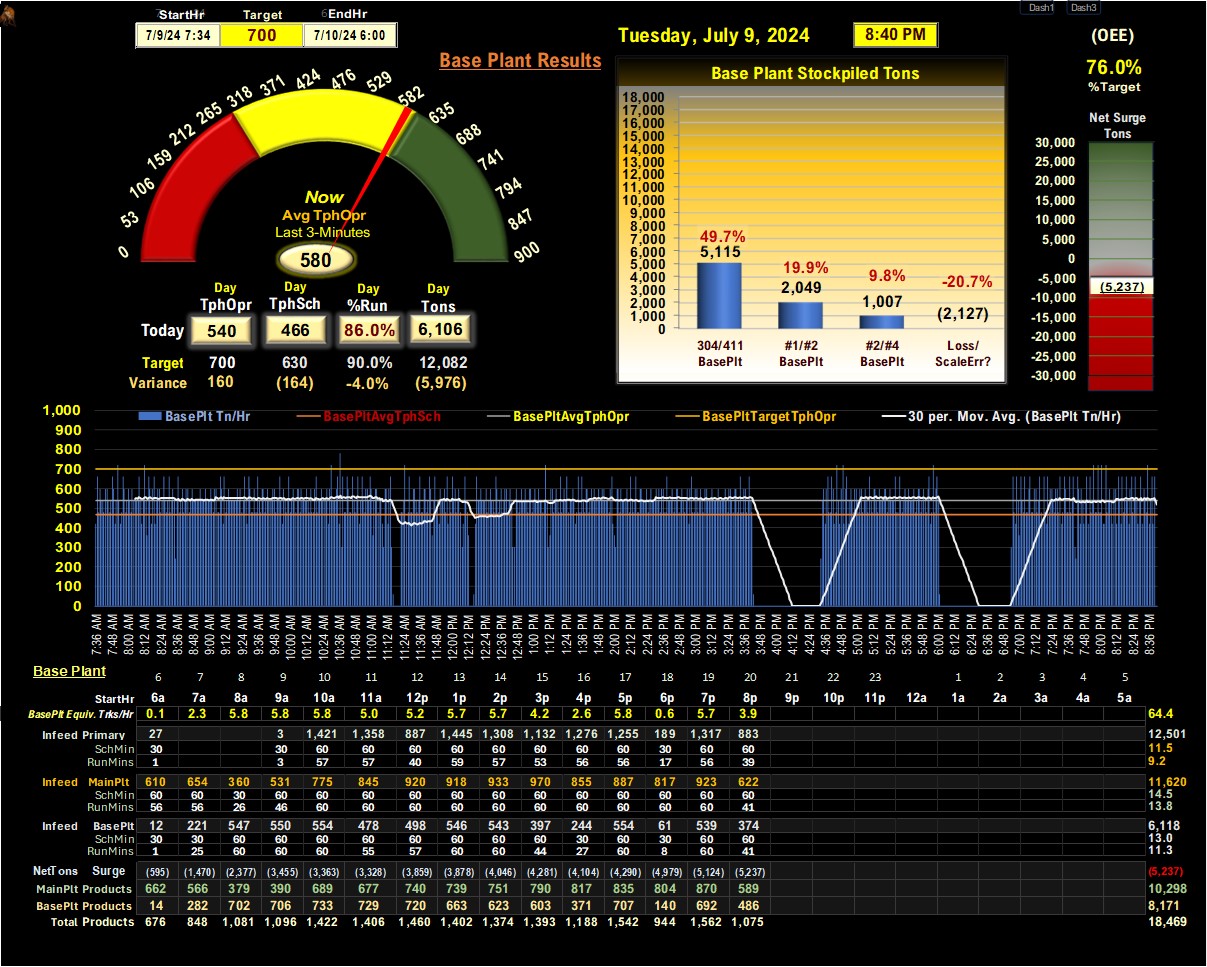 StartHr Target EndHr
7/9/24 7:34 700 7/10/24 6:00
Dash1 Dash3
Tuesday, July 9, 2024 8:40 PM
(OEE)
76.0%
%Target
Base Plant Results
0 53 106 159 212 265 318 371 424 476 529 582 635 688 741 794 847 900
Now
Avg TphOpr
Last 3-Minutes
580
Day Day Day Day
TphOpr TphSch %Run Tons
Today 540 466 86.0% 6,106
Target 700 630 90.0% 12,082
Variance 160 (164) -4.0% (5,976)
Base Plant Stockpiled Tons
18,000
17,000
16,000
15,000
14,000
13,000
12,000
11,000
10,000
9,000
8,000
7,000
6,000
5,000
4,000
3,000
2,000
1,000
0
49.7%
5,115
19.9%
2,049
9.8%
1,007
-20.7%
(2,127)
304/411 #1/#2 #2/#4 Loss/
BasePlt BasePlt BasePlt ScaleErr?
Net Surge
Tons
30,000
25,000
20,000
15,000
10,000
5,000
0
-5,000
(5,237)
-10,000
-15,000
-20,000
-25,000
-30,000
BasePlt Tn/Hr BasePltAvgTphSch BasePltAvgTphOpr BasePltTargetTphOpr 30 per. Mov. Avg. (BasePlt Tn/Hr)
1,000
900
800
700
600
500
400
300
200
100
0
7:36 AM 7:48 AM 8:00 AM 8:12 AM 8:24 AM 8:36 AM 8:48 AM 9:00 AM 9:12 AM 9:24 AM 9:36 AM 9:48 AM 10:00 AM 10:12 AM 10:24 AM 10:36 AM 10:48 AM 11:00 AM 11:12 AM 11:24 AM 11:36 AM 11:48 AM 12:00 PM 12:12 PM 12:24 PM 12:36 PM 12:48 PM 1:00 PM 1:12 PM 1:24 PM 1:36 PM 1:48 PM 2:00 PM 2:12 PM 2:24 PM 2:36 PM 2:48 PM 3:00 PM 3:12 PM 3:24 PM 3:36 PM 3:48 PM 4:00 PM 4:12 PM 4:24 PM 4:36 PM 4:48 PM 5:00 PM 5:12 PM 5:24 PM 5:36 PM 5:48 PM 6:00 PM 6:12 PM 6:24 PM 6:36 PM 6:48 PM 7:00 PM 7:12 PM 7:24 PM 7:36 PM 7:48 PM 8:00 PM 8:12 PM 8:24 PM 8:36 PM
Base Plant 6 7 8 9 10 11 12 13 14 15 16 17 18 19 20 21 22 23 1 2 3 4 5
StartHr 6a 7a 8a 9a 10a 11a 12p 1p 2p 3p 4p 5p 6p 7p 8p 9p 10p 11p 12a 1a 2a 3a 4a 5a
BasePlt Equiv. Trks/Hr 0.1 2.3 5.8 5.8 5.8 5.0 5.2 5.7 5.7 4.2 2.6 5.8 0.6 5.7 3.9 64.4
Infeed Primary 27 3 1,421 1,358 887 1,445 1,308 1,132 1,276 1,255 189 1,317 883 12,501
SchMin 30 30 60 60 60 60 60 60 60 60 30 60 60 11.5
RunMins 1 3 57 57 40 59 57 53 56 56 17 56 39 9.2
Infeed MainPlt 610 654 360 531 775 845 920 918 933 970 855 887 817 923 622 11,620
SchMin 60 60 30 60 60 60 60 60 60 60 60 60 60 60 60 14.5
RunMins 56 56 26 46 60 60 60 60 60 60 60 60 60 60 41 13.8
Infeed BasePlt 12 221 547 550 554 478 498 546 543 397 244 554 61 539 374 6,118
SchMin 30 30 60 60 60 60 60 60 60 60 30 60 30 60 60 13.0
RunMins 1 25 60 60 60 55 57 60 60 44 27 60 8 60 41 11.3
NetTons Surge (595) (1,470) (2,377) (3,455) (3,363) (3,328) (3,859) (3,878) (4,046) (4,281) (4,104) (4,290) (4,979) (5,124) (5,237) (5,237)
MainPlt Products 662 566 379 390 689 677 740 739 751 790 817 835 804 870 589 10,298
BasePlt Products 14 282 702 706 733 729 720 663 623 603 371 707 140 692 486 8,171
Total Products 676 848 1,081 1,096 1,422 1,406 1,460 1,402 1,374 1,393 1,188 1,542 944 1,562 1,075 18,469